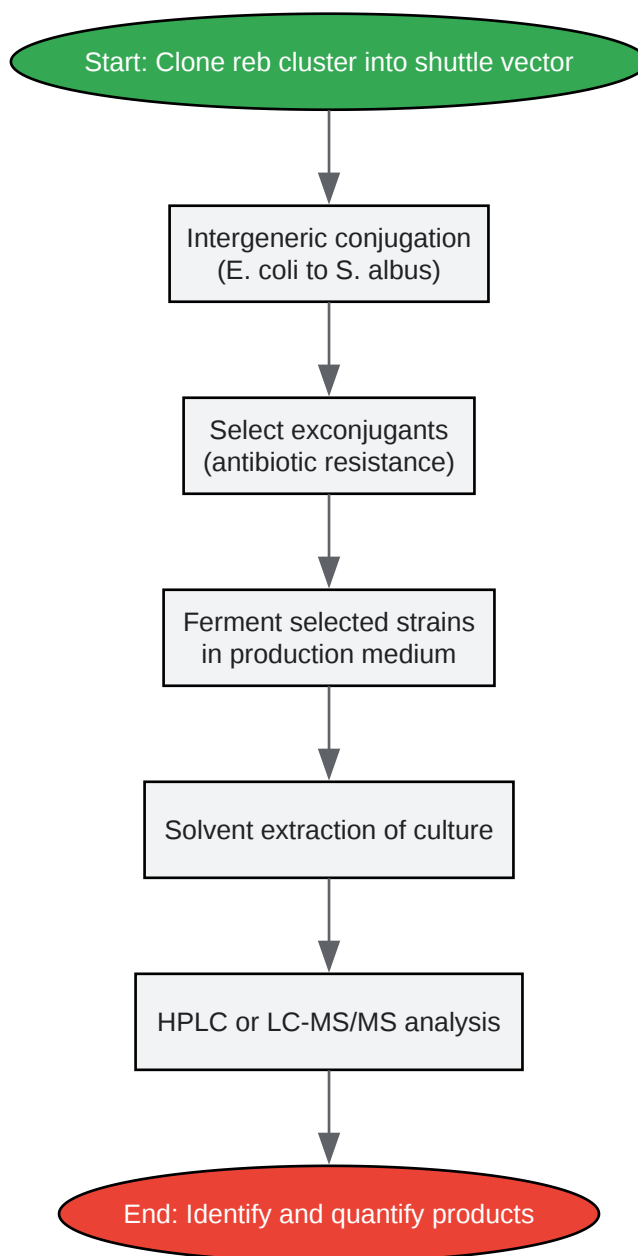 Start: Clone reb cluster into shuttle vector
Intergeneric conjugation
(E. coli to S. albus)
Select exconjugants
(antibiotic resistance)
Ferment selected strains
in production medium
Solvent extraction of culture
HPLC or LC-MS/MS analysis
End: Identify and quantify products